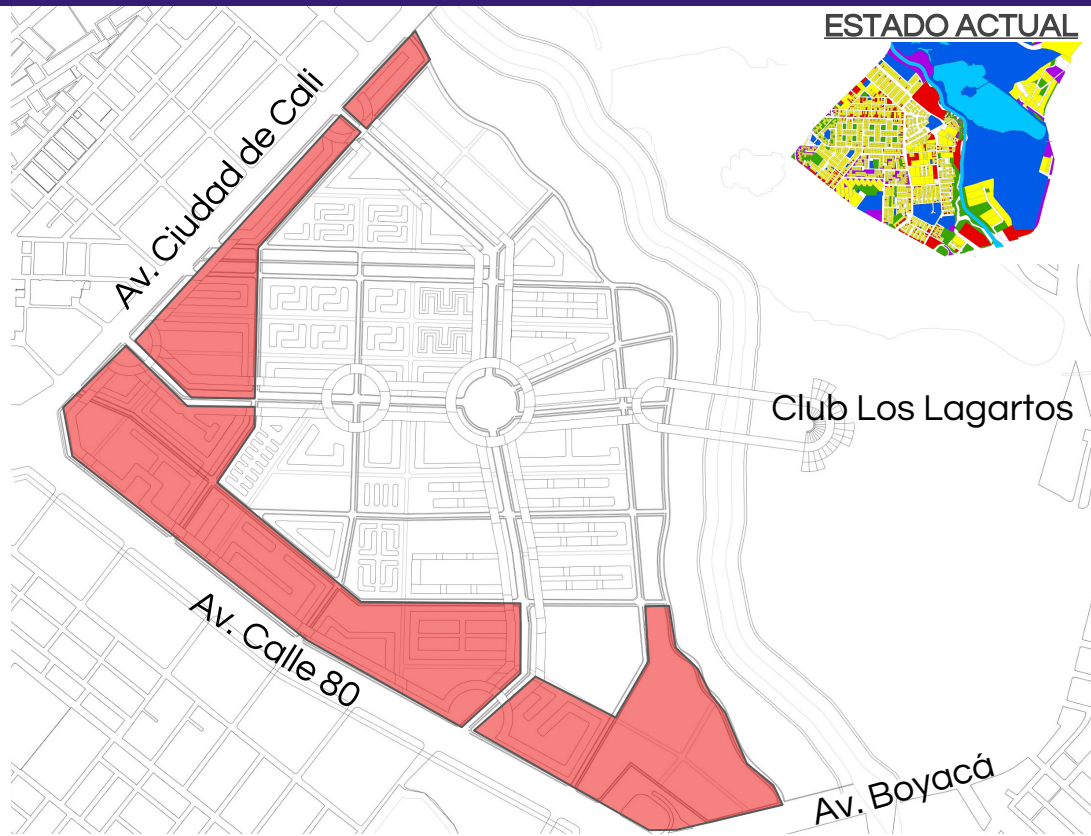 ESTADO ACTUAL
Av. Ciudad de Cali
Club Los Lagartos
Av. Calle 80
Av. Boyacá